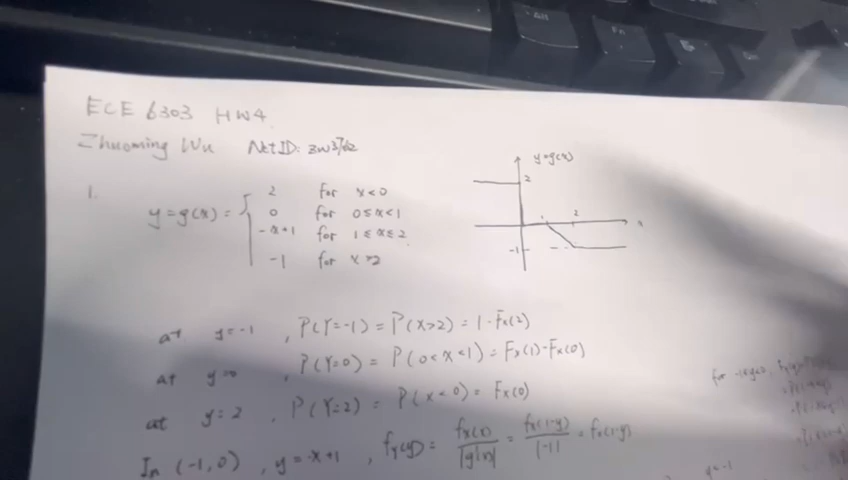 ECE 6303 HW4
Zhuoming Wu NetID: zw3762
1.
y=g(x)= { 2 for x<0
0 for 0≤x<1
-x+1 for 1≤x≤2
-1 for x>2
y=g(x)
2
1 2 x
-1
at y=-1 , P(Y=-1) = P(X>2) = 1-Fx(2)
At y=0 , P(Y=0) = P(0<x<1) = Fx(1)-Fx(0)
at y=2 , P(Y=2) = P(x<0) = Fx(0)
In (-1,0) , y=-x+1 , fy(y) = fx(x)/|g'(x)| = fx(1-y)/|-1| = fx(1-y)
y=-1